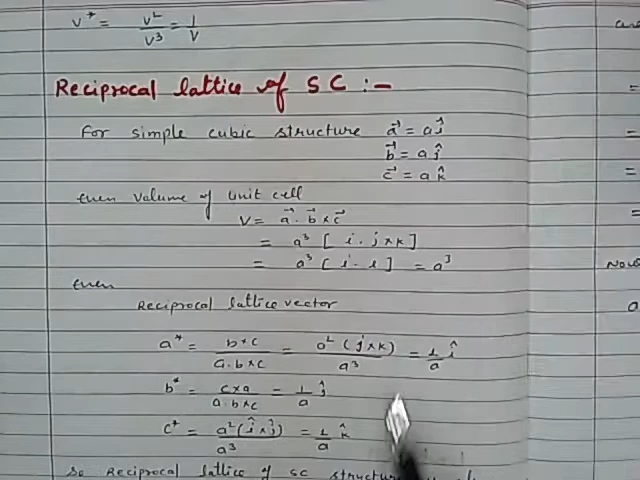 V* = V²/V³ = 1/V
Reciprocal lattice of SC :-
For simple cubic structure a⃗ = a î
b⃗ = a ĵ
c⃗ = a k̂
then volume of unit cell
V = a⃗ . b⃗ × c⃗
= a³ [ i . j × k ]
= a³ [ i . i ] = a³
then
Reciprocal lattice vector
a* = b × c / a . b × c = a² ( j × k ) / a³ = 1/a î
b* = c × a / a . b × c = 1/a ĵ
c* = a² ( î × ĵ ) / a³ = 1/a k̂
so Reciprocal lattice of SC
=
=
=
=
Now
a